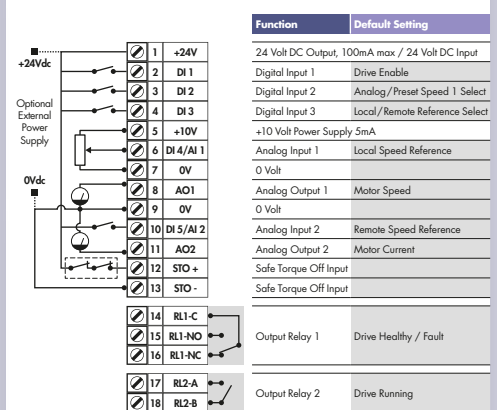 Function Default Setting
1 +24V 24 Volt DC Output, 100mA max / 24 Volt DC Input
+24Vdc
2 DI 1 Digital Input 1 Drive Enable
3 DI 2 Digital Input 2 Analog/Preset Speed 1 Select
4 DI 3 Digital Input 3 Local/Remote Reference Select
Optional
External
Power
Supply
5 +10V +10 Volt Power Supply 5mA
6 DI 4/AI 1 Analog Input 1 Local Speed Reference
7 0V 0 Volt
0Vdc
8 AO1 Analog Output 1 Motor Speed
9 0V 0 Volt
10 DI 5/AI 2 Analog Input 2 Remote Speed Reference
11 AO2 Analog Output 2 Motor Current
12 STO + Safe Torque Off Input
13 STO - Safe Torque Off Input
14 RL1-C
15 RL1-NO Output Relay 1 Drive Healthy / Fault
16 RL1-NC
17 RL2-A
18 RL2-B
Output Relay 2 Drive Running